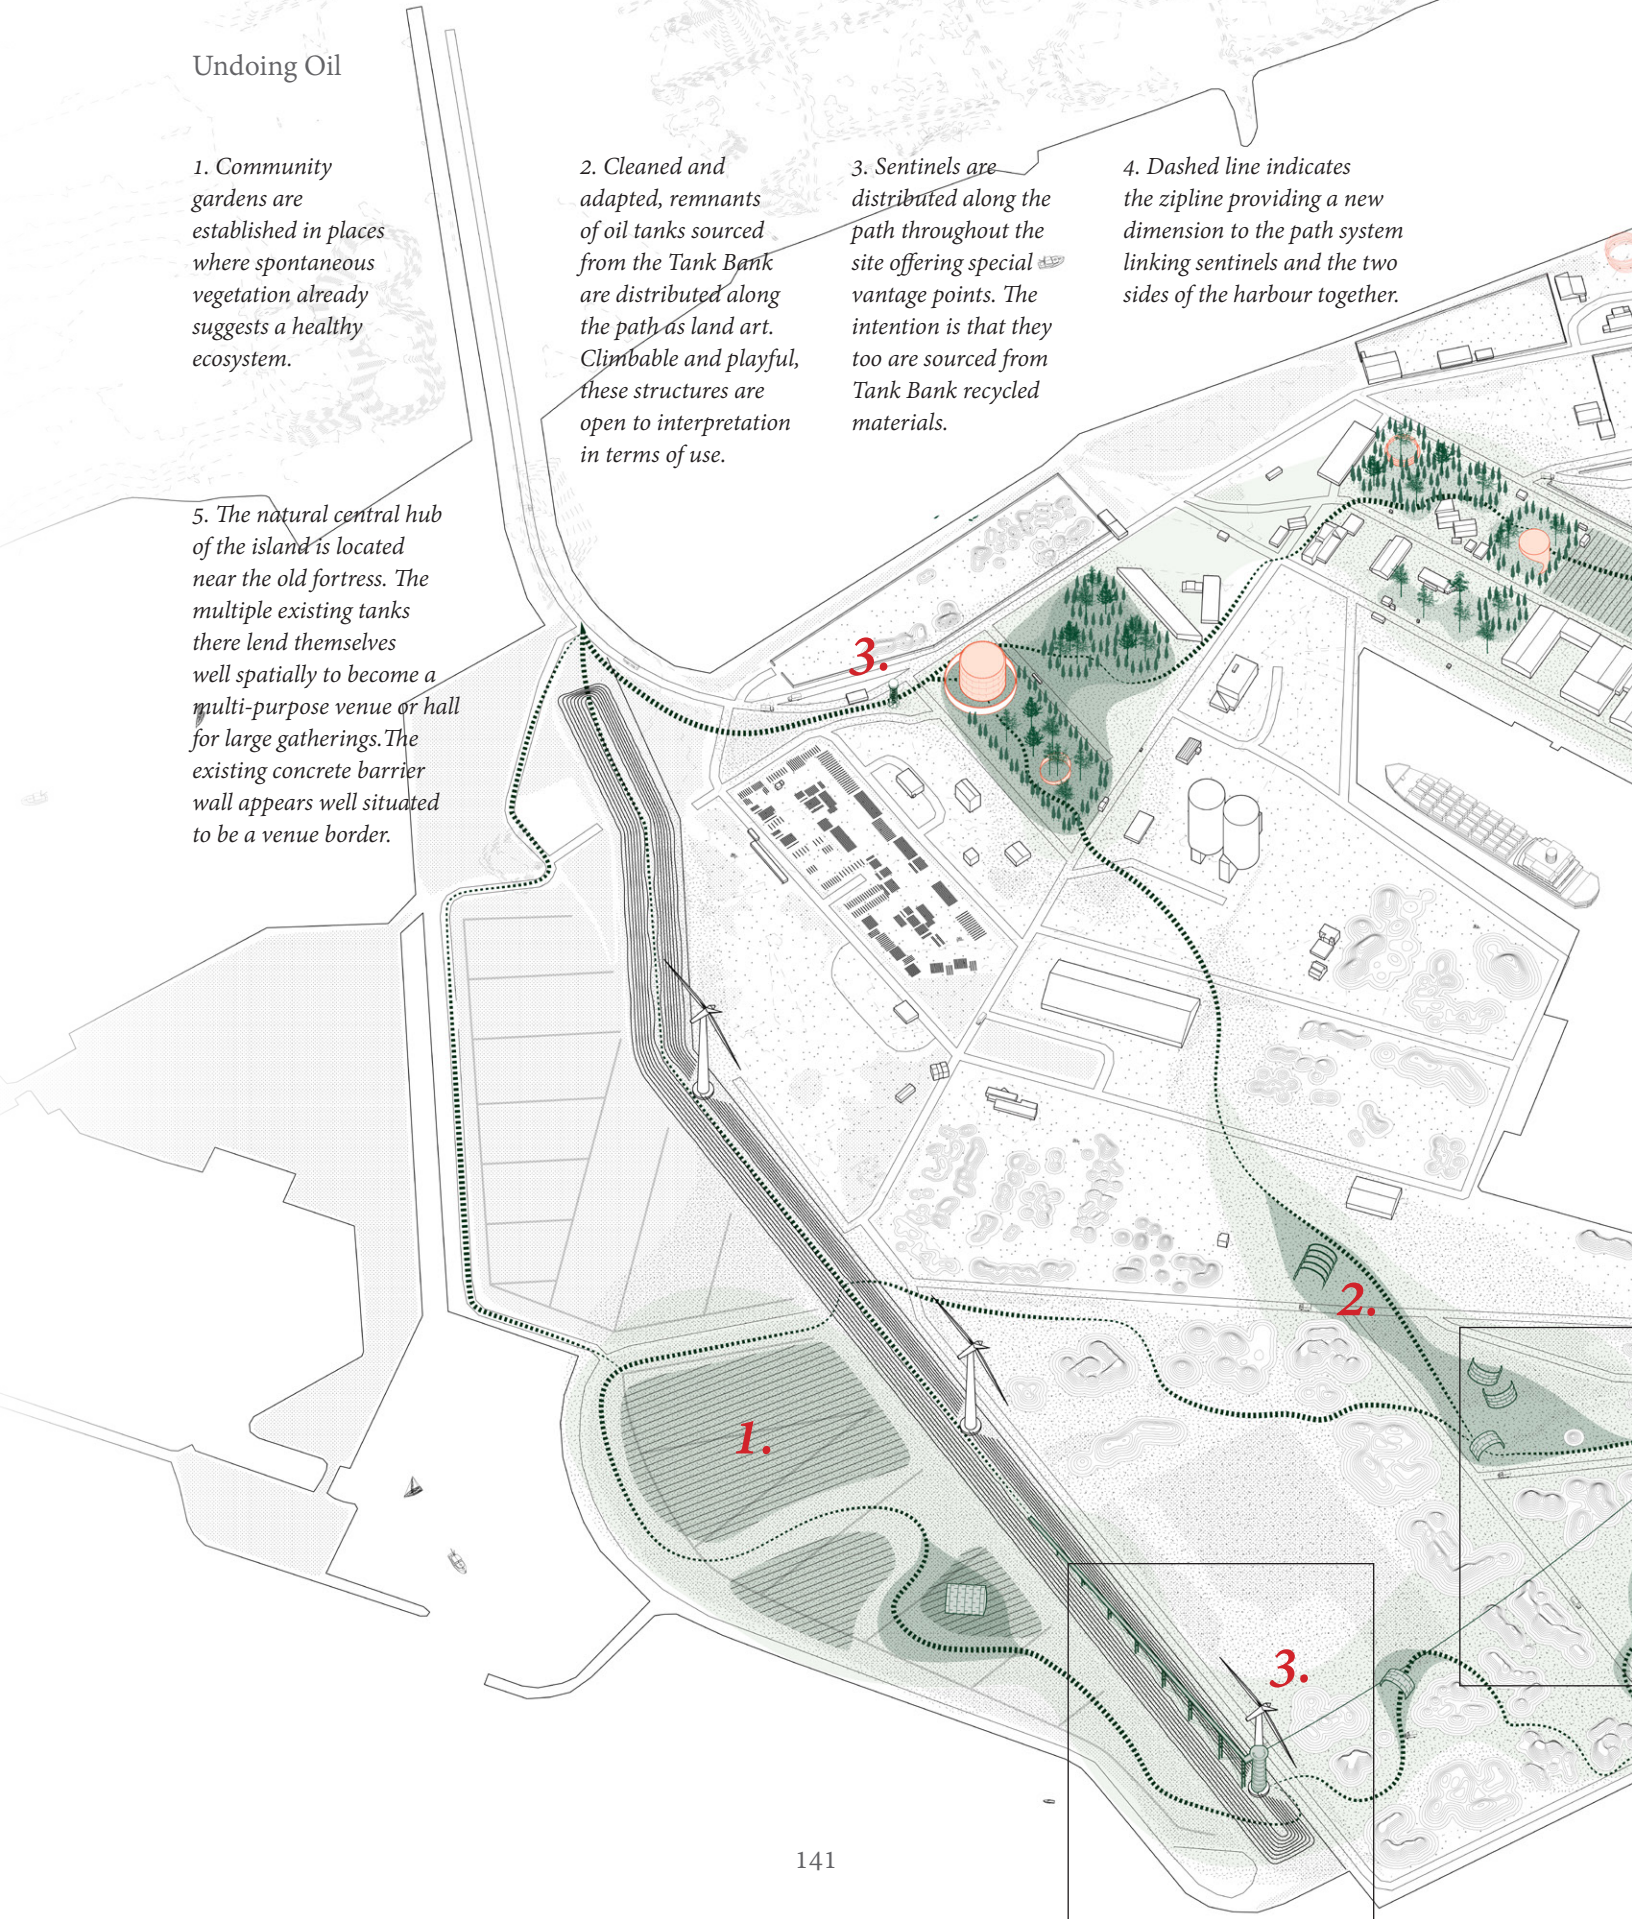 Undoing Oil
1. Community
gardens are
established in places
where spontaneous
vegetation already
suggests a healthy
ecosystem.
2. Cleaned and
adapted, remnants
of oil tanks sourced
from the Tank Bank
are distributed along
the path as land art.
Climbable and playful,
these structures are
open to interpretation
in terms of use.
3. Sentinels are
distributed along the
path throughout the
site offering special
vantage points. The
intention is that they
too are sourced from
Tank Bank recycled
materials.
4. Dashed line indicates
the zipline providing a new
dimension to the path system
linking sentinels and the two
sides of the harbour together.
5. The natural central hub
of the island is located
near the old fortress. The
multiple existing tanks
there lend themselves
well spatially to become a
multi-purpose venue or hall
for large gatherings.The
existing concrete barrier
wall appears well situated
to be a venue border.
3.
2.
1.
3.
141